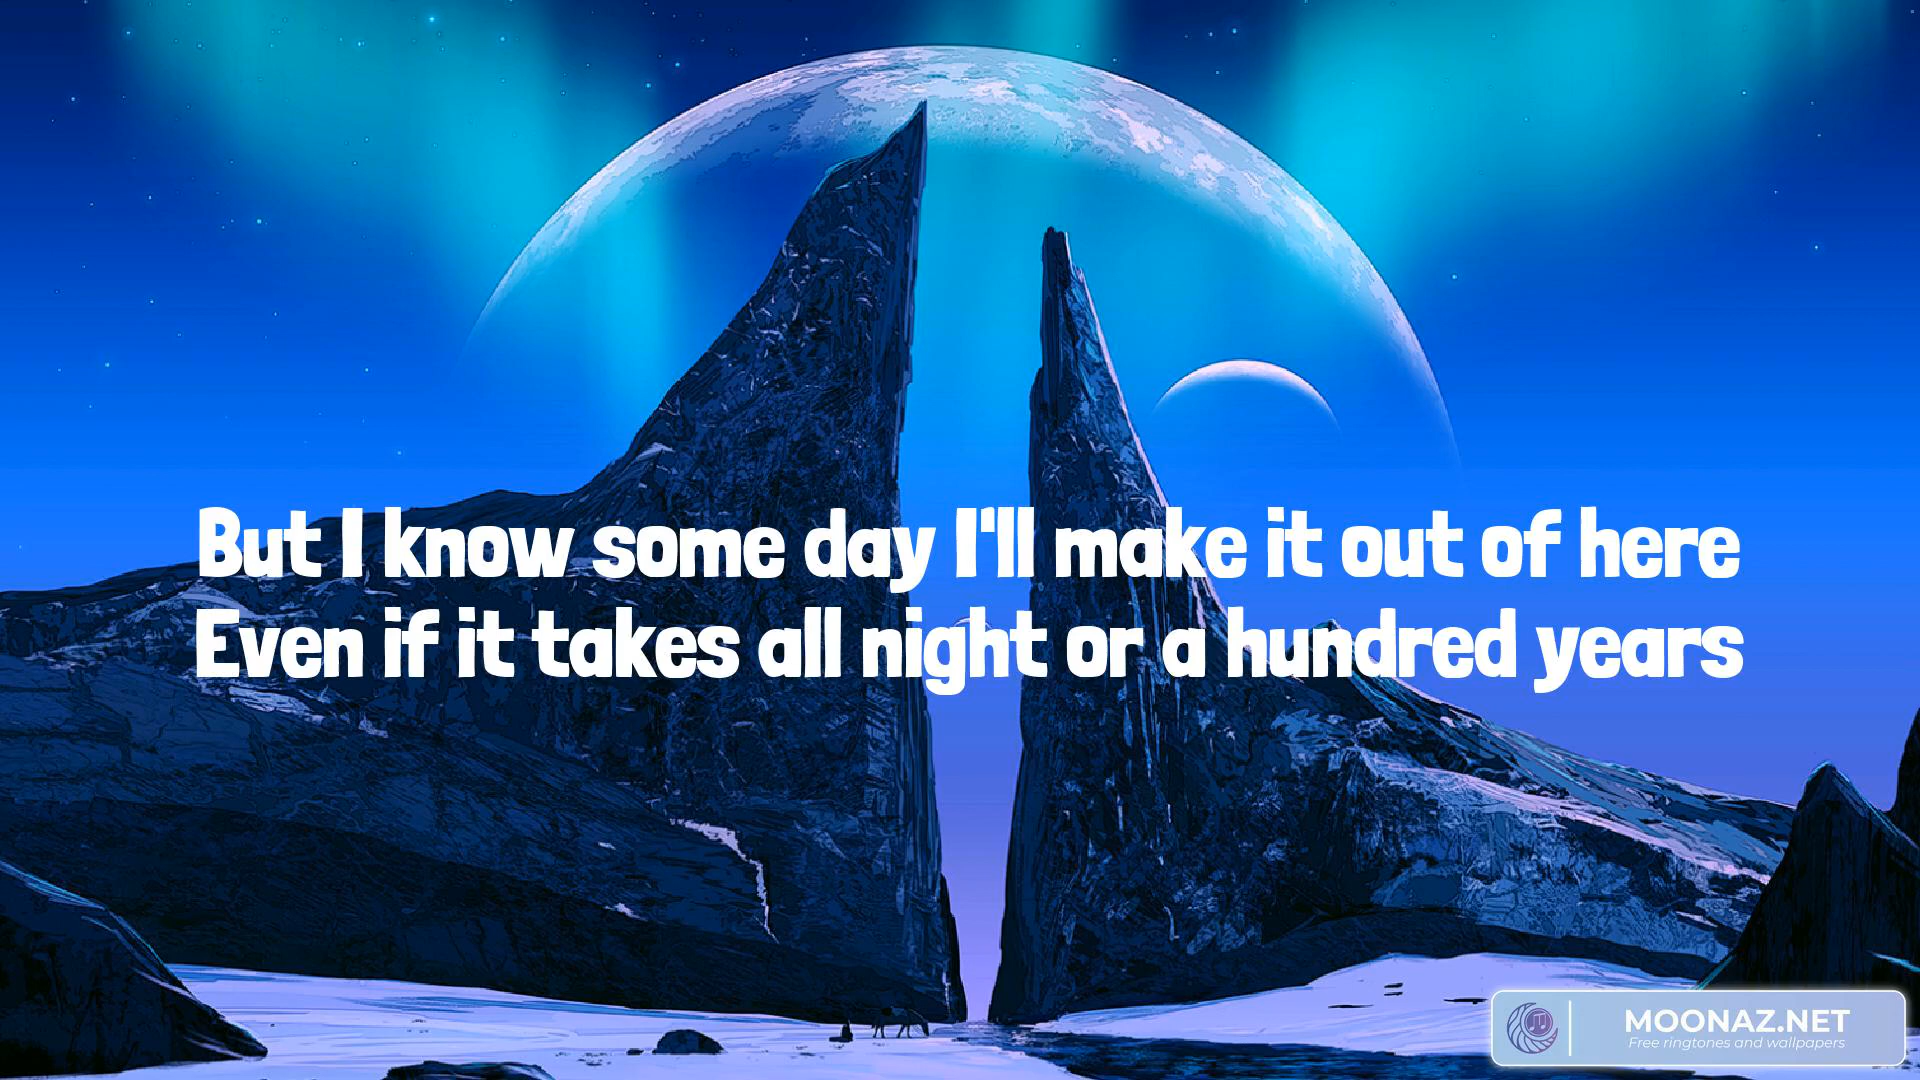 But I know some day I'll make it out of here
Even if it takes all night or a hundred years
MOONAZ.NET
Free ringtones and wallpapers